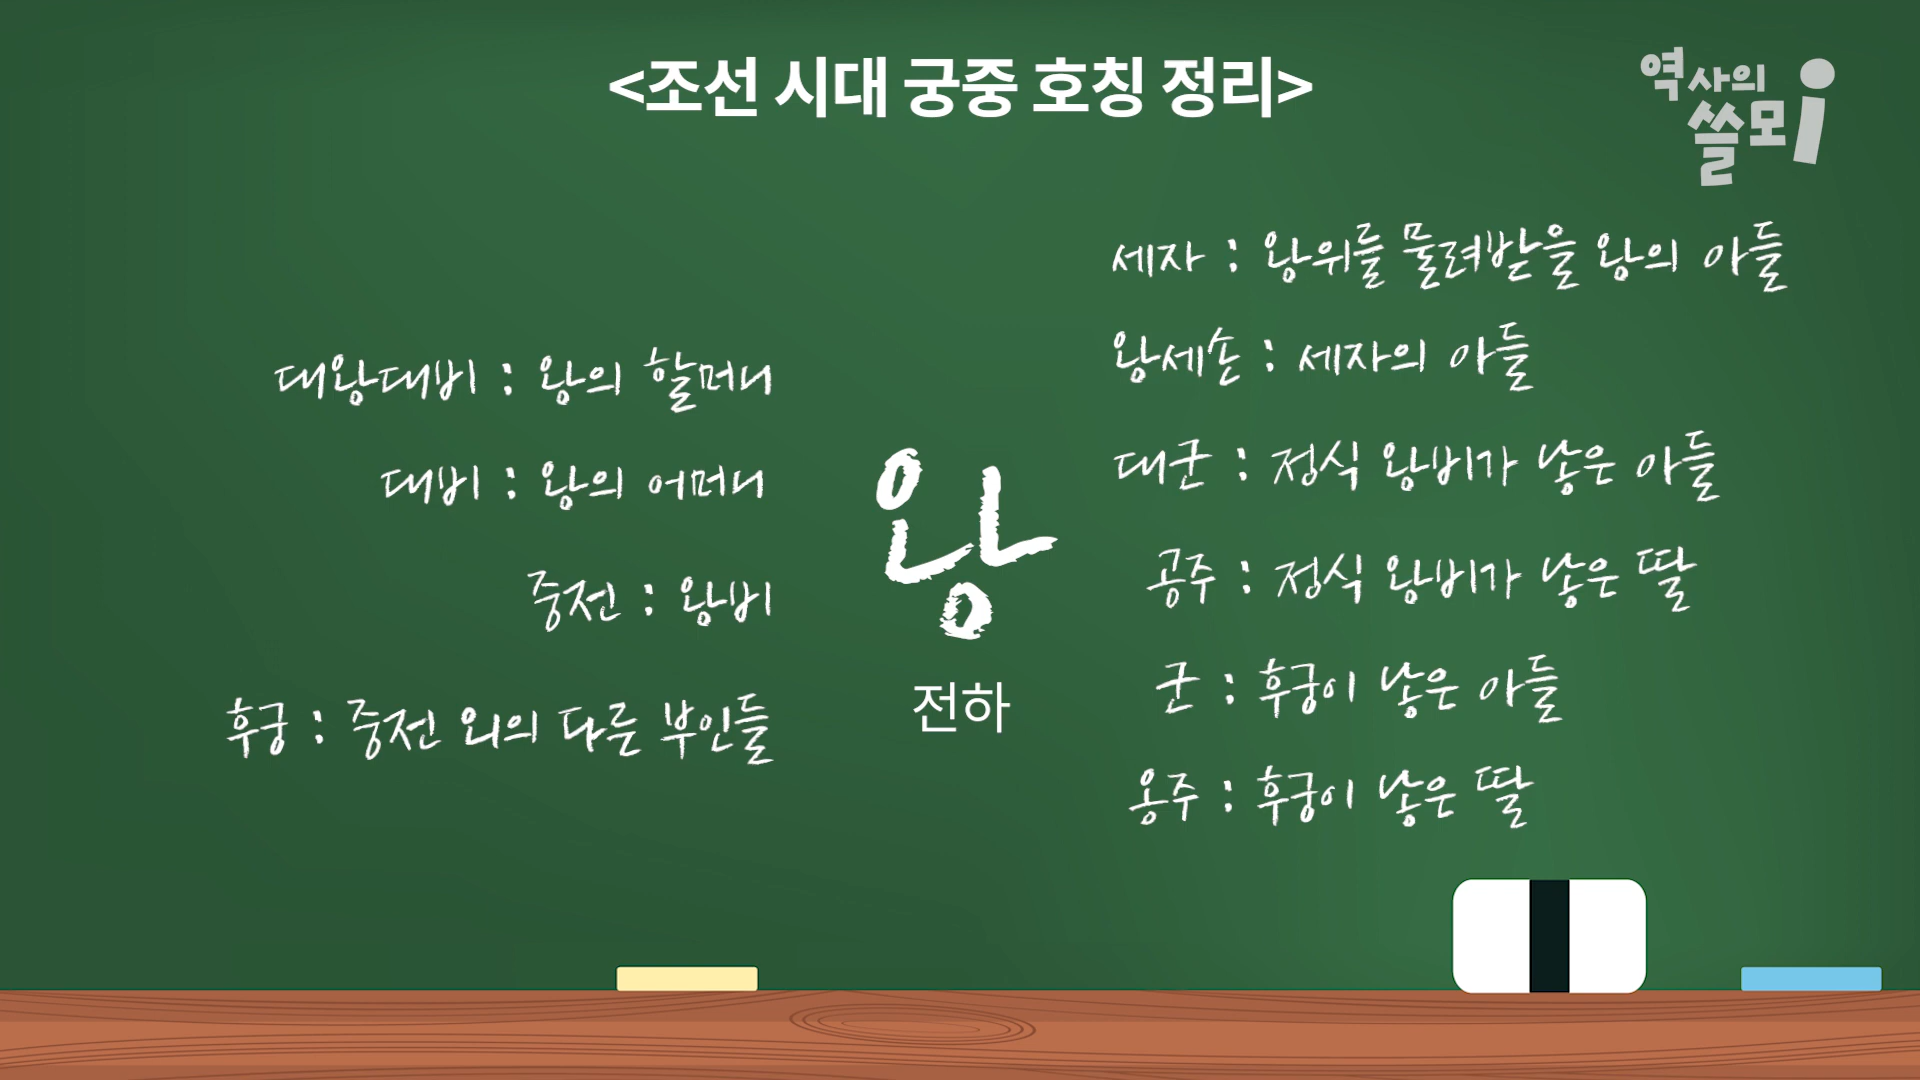 <조선 시대 궁중 호칭 정리>
역사의
쓸모
대왕대비 : 왕의 할머니
대비 : 왕의 어머니
중전 : 왕비
후궁 : 중전 외의 다른 부인들
왕
전하
세자 : 왕위를 물려받을 왕의 아들
왕세손 : 세자의 아들
대군 : 정식 왕비가 낳은 아들
공주 : 정식 왕비가 낳은 딸
군 : 후궁이 낳은 아들
옹주 : 후궁이 낳은 딸